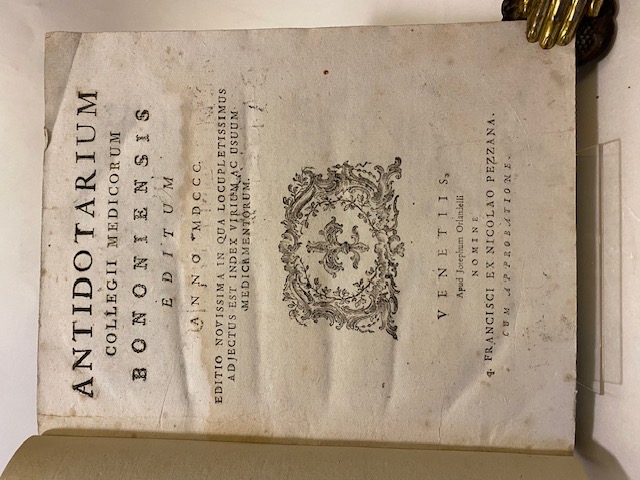 ANTIDOTARIUM
COLLEGII MEDICORUM
BONONIENSIS
EDITUM
ANNO MDCCC.
EDITIO NOVISSIMA IN QUA LOCUPLETISSIMUS
ADJECTUS EST INDEX VIRIUM AC USUUM
MEDICAMENTORUM.
VENETIIS,
Apud Josephum Orlandelli
NOMINE
FRANCISCI EX NICOLAO PEZZANA.
CUM APPROBATIONE.